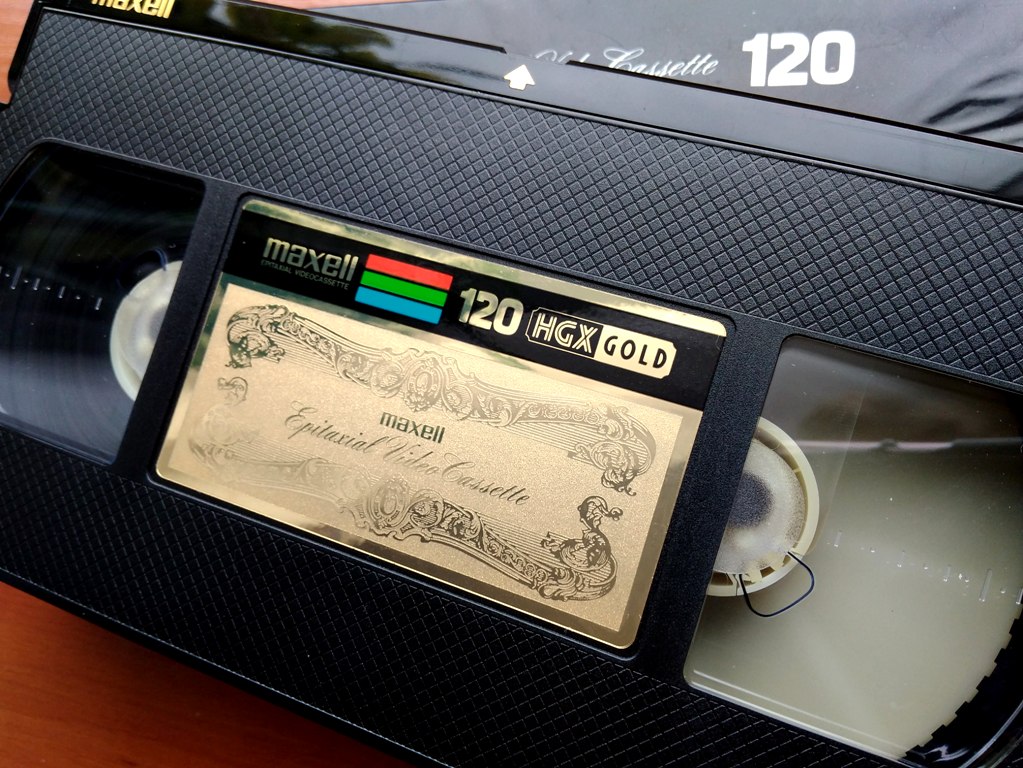 maxell
Cassette
120
maxell
EPITAXIAL VIDEOCASSETTE
120 HGX GOLD
maxell
Epitaxial Video Cassette